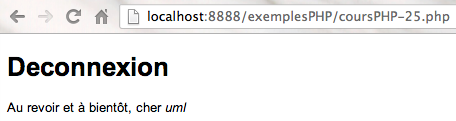 localhost:8888/exemplesPHP/coursPHP-25.php
Deconnexion
Au revoir et à bientôt, cher uml